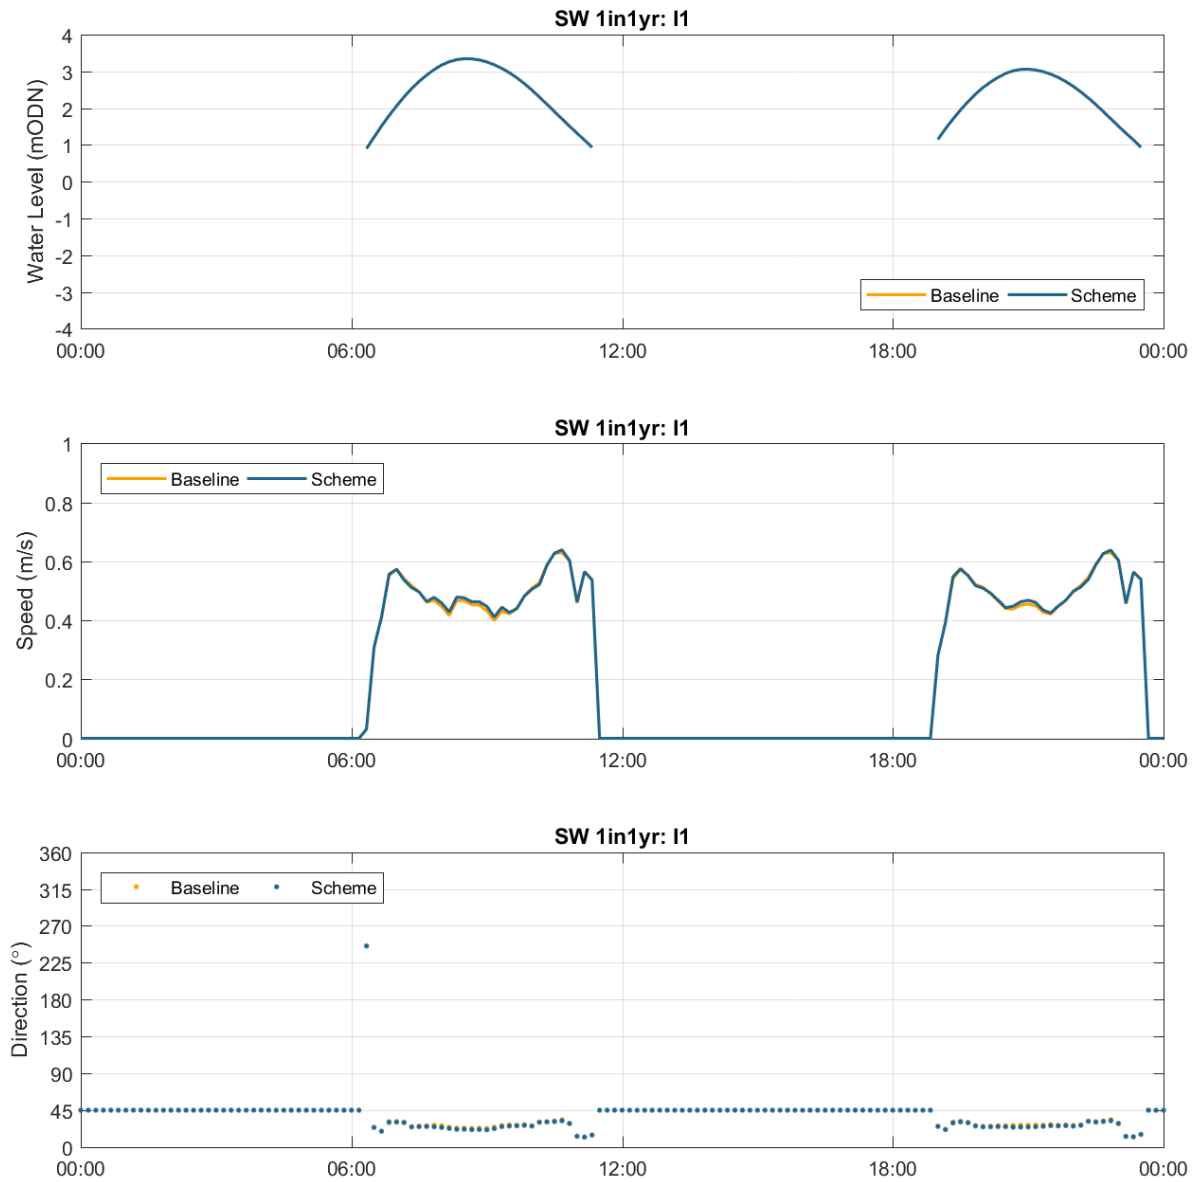 SW 1in1yr: I1
4
3
2
1
0
-1
-2
-3
-4
Water Level (mODN)
Baseline Scheme
00:00 06:00 12:00 18:00 00:00
SW 1in1yr: I1
1
0.8
0.6
0.4
0.2
0
Speed (m/s)
Baseline Scheme
00:00 06:00 12:00 18:00 00:00
SW 1in1yr: I1
360
315
270
225
180
135
90
45
0
Direction (°)
Baseline Scheme
00:00 06:00 12:00 18:00 00:00